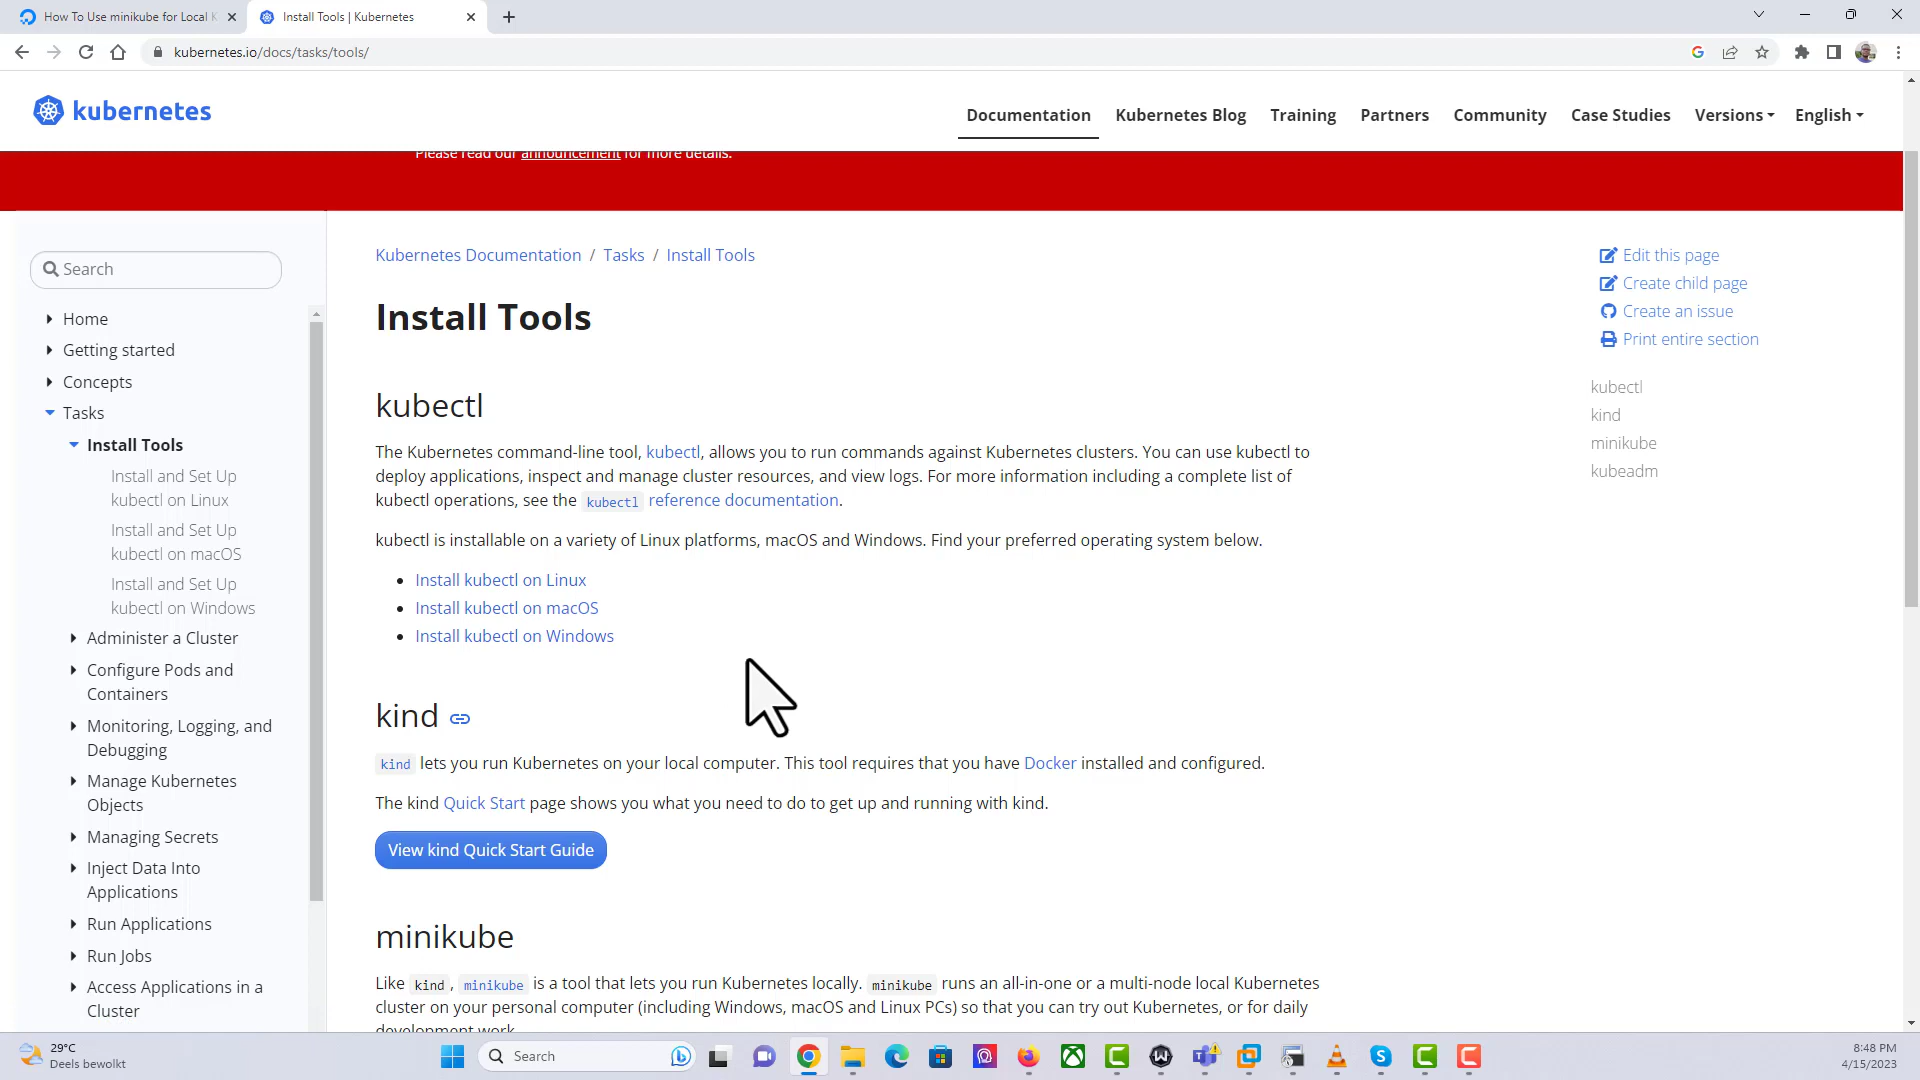 How To Use minikube for Local K
Install Tools | Kubernetes
kubernetes.io/docs/tasks/tools/
kubernetes
Documentation
Kubernetes Blog
Training
Partners
Community
Case Studies
Versions
English
Please read our announcement for more details.
Search
Home
Getting started
Concepts
Tasks
Install Tools
Install and Set Up
kubectl on Linux
Install and Set Up
kubectl on macOS
Install and Set Up
kubectl on Windows
Administer a Cluster
Configure Pods and
Containers
Monitoring, Logging, and
Debugging
Manage Kubernetes
Objects
Managing Secrets
Inject Data Into
Applications
Run Applications
Run Jobs
Access Applications in a
Cluster
Kubernetes Documentation / Tasks / Install Tools
Install Tools
kubectl
The Kubernetes command-line tool, kubectl, allows you to run commands against Kubernetes clusters. You can use kubectl to
deploy applications, inspect and manage cluster resources, and view logs. For more information including a complete list of
kubectl operations, see the kubectl reference documentation.
kubectl is installable on a variety of Linux platforms, macOS and Windows. Find your preferred operating system below.
Install kubectl on Linux
Install kubectl on macOS
Install kubectl on Windows
kind
kind lets you run Kubernetes on your local computer. This tool requires that you have Docker installed and configured.
The kind Quick Start page shows you what you need to do to get up and running with kind.
View kind Quick Start Guide
minikube
Like kind, minikube is a tool that lets you run Kubernetes locally. minikube runs an all-in-one or a multi-node local Kubernetes
cluster on your personal computer (including Windows, macOS and Linux PCs) so that you can try out Kubernetes, or for daily
development work.
Edit this page
Create child page
Create an issue
Print entire section
kubectl
kind
minikube
kubeadm
29°C
Deels bewolkt
Search
8:48 PM
4/15/2023